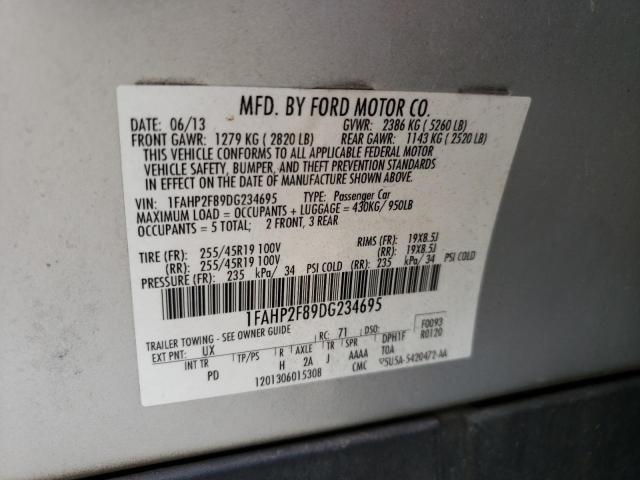 MFD. BY FORD MOTOR CO.
DATE: 06/13 GVWR: 2386 KG ( 5260 LB)
FRONT GAWR: 1279 KG ( 2820 LB) REAR GAWR: 1143 KG ( 2520 LB)
THIS VEHICLE CONFORMS TO ALL APPLICABLE FEDERAL MOTOR
VEHICLE SAFETY, BUMPER, AND THEFT PREVENTION STANDARDS
IN EFFECT ON THE DATE OF MANUFACTURE SHOWN ABOVE.
VIN: 1FAHP2F89DG234695 TYPE: Passenger Car
MAXIMUM LOAD = OCCUPANTS + LUGGAGE = 430KG/ 950LB
OCCUPANTS = 5 TOTAL; 2 FRONT, 3 REAR
TIRE (FR): 255/45R19 100V RIMS (FR): 19X8.5J
(RR): 255/45R19 100V (RR): 19X8.5J
PRESSURE (FR): 235 kPa/ 34 PSI COLD (RR): 235 kPa/ 34 PSI COLD
1FAHP2F89DG234695
TRAILER TOWING - SEE OWNER GUIDE
RC: 71 DSO: F0093
EXT PNT: UX TP/PS R AXLE TR SPR DPH1F R0120
INT TR H 2A J AAAA TOA
PD 1201306015308 CMC 5U5A-5420472-AA